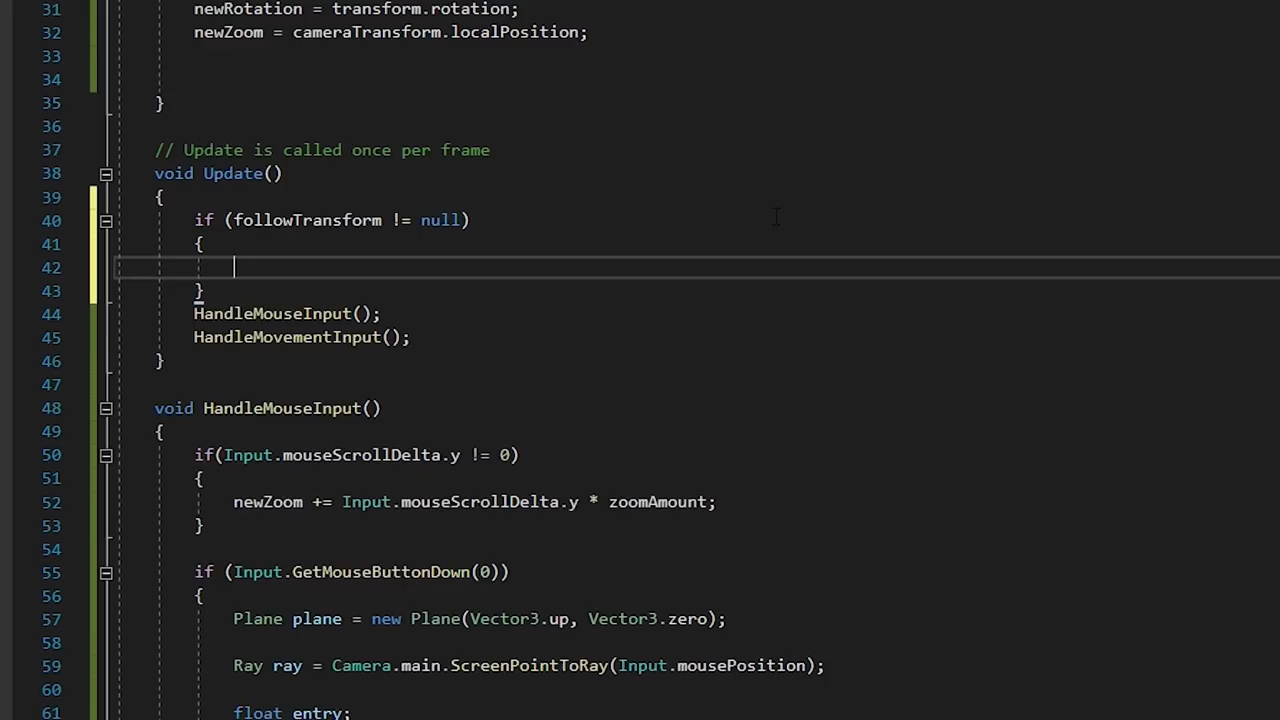 31 newRotation = transform.rotation;
32 newZoom = cameraTransform.localPosition;
33
34
35 }
36
37 // Update is called once per frame
38 void Update()
39 {
40 if (followTransform != null)
41 {
42
43 }
44 HandleMouseInput();
45 HandleMovementInput();
46 }
47
48 void HandleMouseInput()
49 {
50 if(Input.mouseScrollDelta.y != 0)
51 {
52 newZoom += Input.mouseScrollDelta.y * zoomAmount;
53 }
54
55 if (Input.GetMouseButtonDown(0))
56 {
57 Plane plane = new Plane(Vector3.up, Vector3.zero);
58
59 Ray ray = Camera.main.ScreenPointToRay(Input.mousePosition);
60
61 float entry;